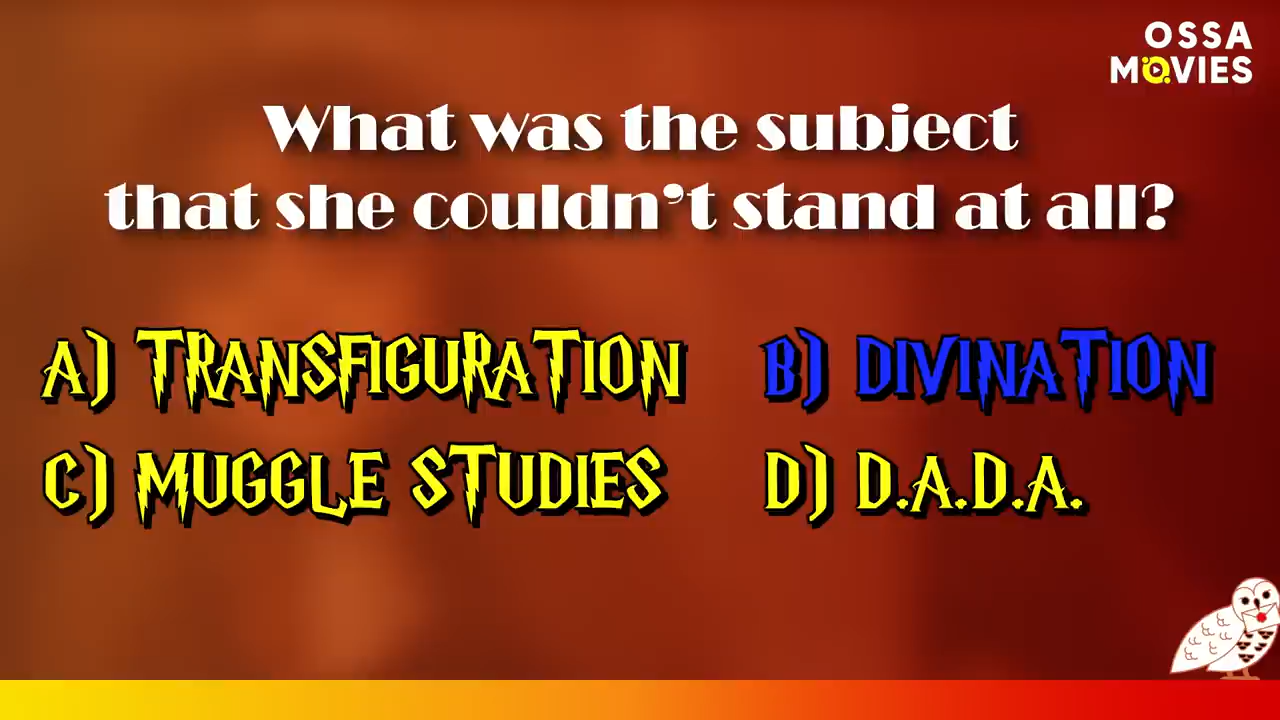 OSSA
MOVIES
What was the subject
that she couldn't stand at all?
A) TRANSFIGURATION
B) DIVINATION
C) MUGGLE STUDIES
D) D.A.D.A.